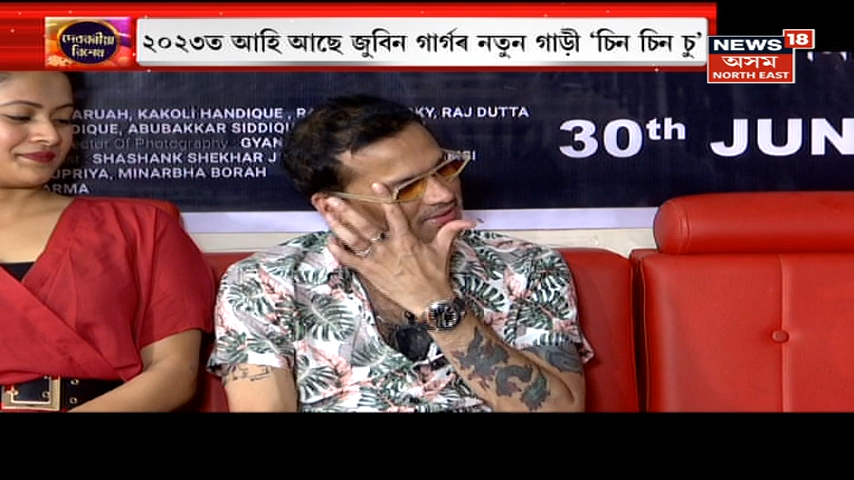 দেওবৰীয়া
বিশেষ
২০২৩ত আহি আছে জুবিন গাৰ্গৰ নতুন গাড়ী ‘চিন চিন চু’
NEWS 18
অসম
NORTH EAST
ARUAH, KAKOLI HANDIQUE, RA KY, RAJ DUTTA
DIQUE, ABUBAKKAR SIDDIQU
ector Of Photography GYAN
SHASHANK SHEKHAR J
UPRIYA, MINARBHA BORAH
ARMA
30th JUN